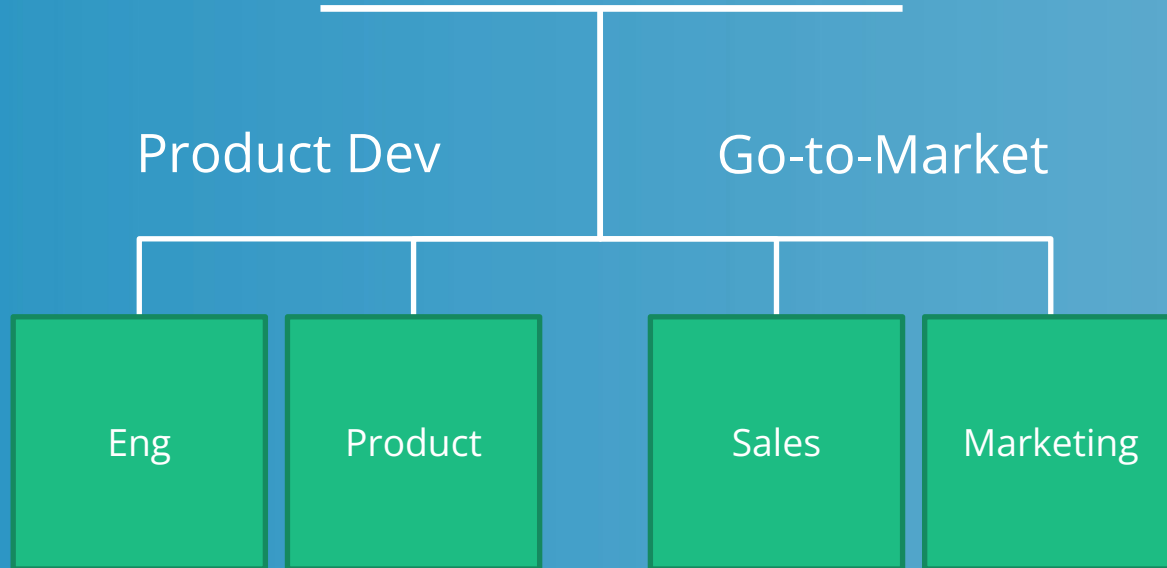 Product Dev
Go-to-Market
Eng
Product
Sales
Marketing